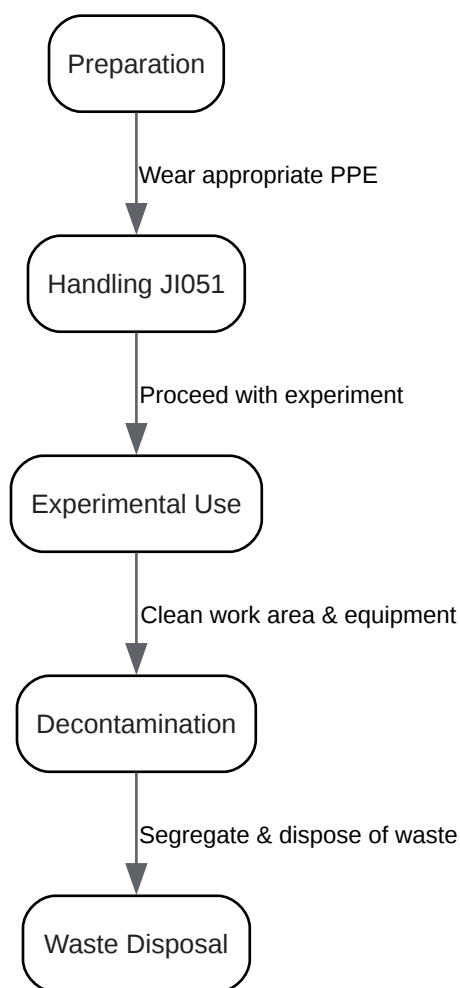 Preparation
Wear appropriate PPE
Handling JI051
Proceed with experiment
Experimental Use
Clean work area & equipment
Decontamination
Segregate & dispose of waste
Waste Disposal